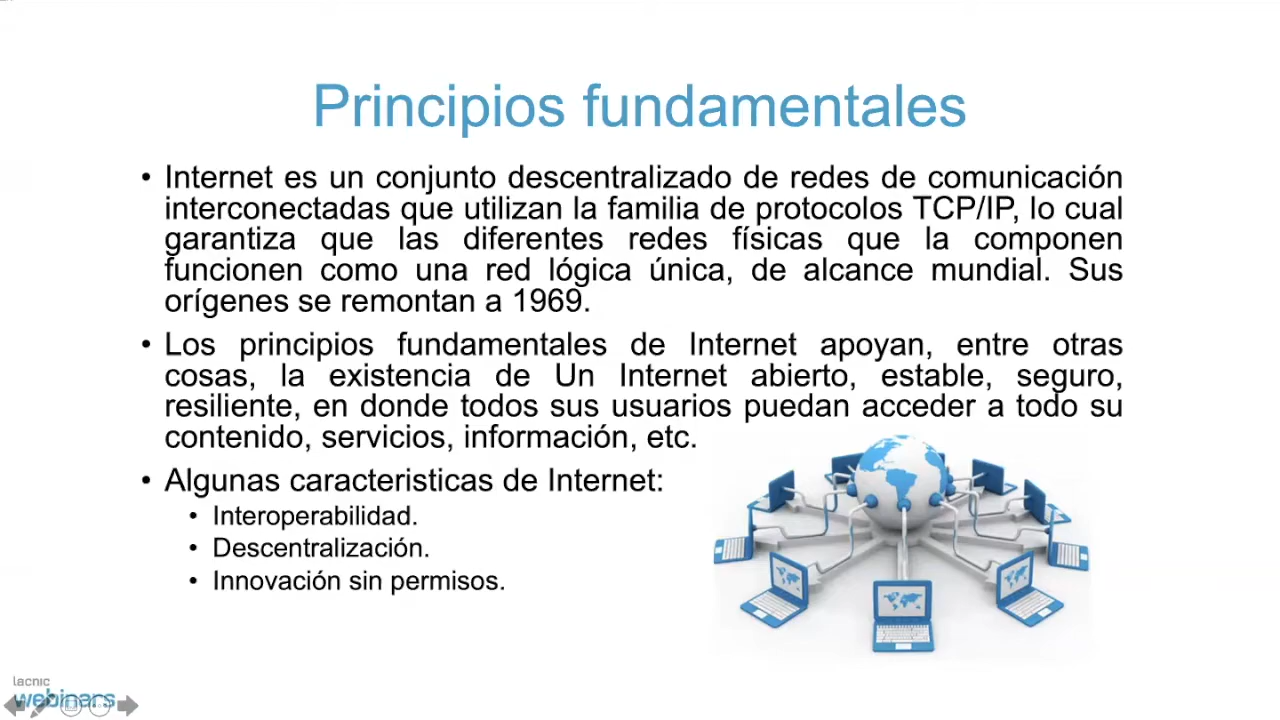 Principios fundamentales
• Internet es un conjunto descentralizado de redes de comunicación
interconectadas que utilizan la familia de protocolos TCP/IP, lo cual
garantiza que las diferentes redes físicas que la componen
funcionen como una red lógica única, de alcance mundial. Sus
orígenes se remontan a 1969.
• Los principios fundamentales de Internet apoyan, entre otras
cosas, la existencia de Un Internet abierto, estable, seguro,
resiliente, en donde todos sus usuarios puedan acceder a todo su
contenido, servicios, información, etc.
• Algunas caracteristicas de Internet:
• Interoperabilidad.
• Descentralización.
• Innovación sin permisos.
lacnic
webinars